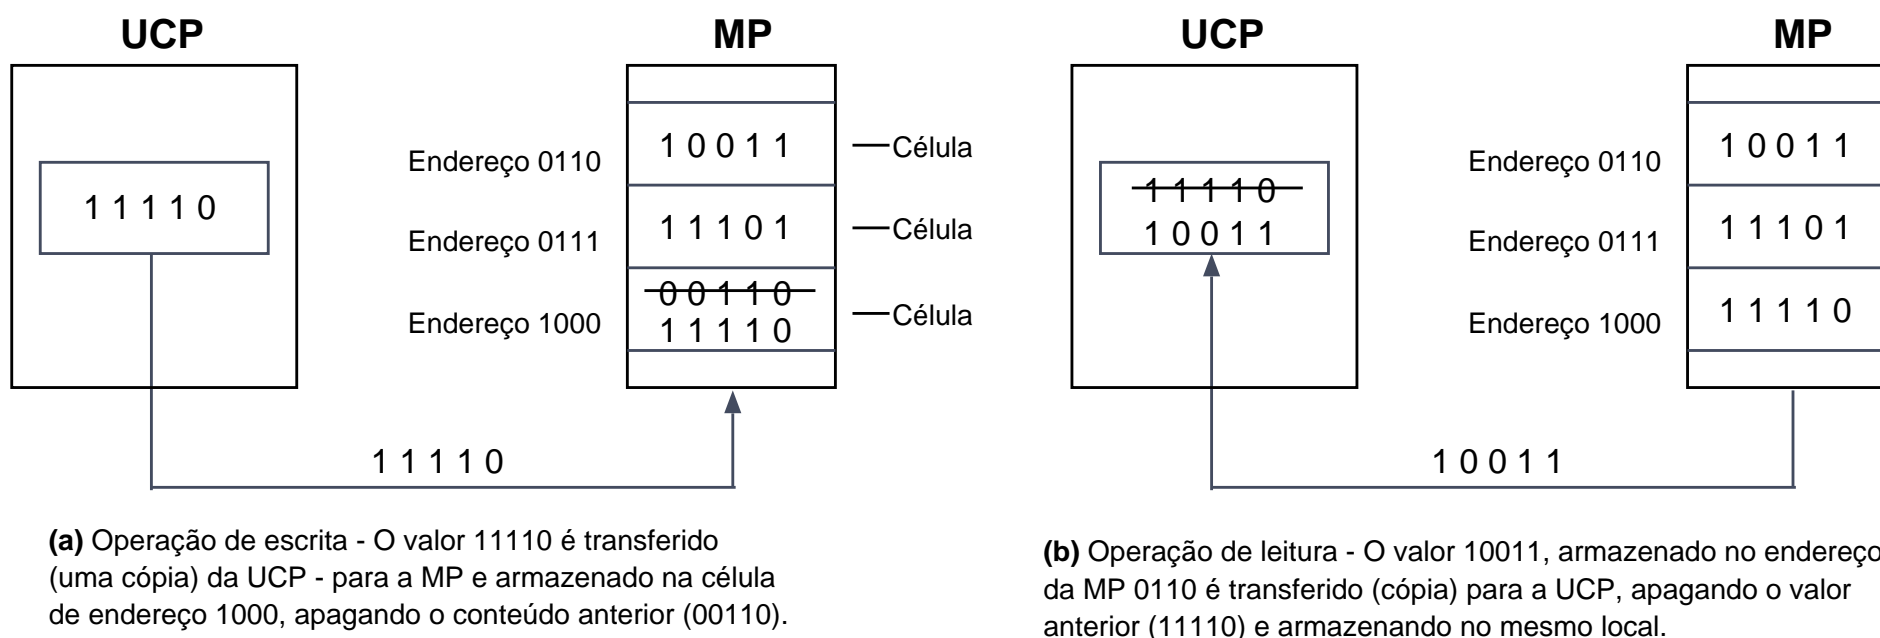 UCP
MP
1 0 0 1 1
Célula
Endereço 0110
1 1 1 1 0
1 1 1 0 1
Célula
Endereço 0111
0 0 1 1 0
1 1 1 1 0
Célula
Endereço 1000
1 1 1 1 0
(a) Operação de escrita - O valor 11110 é transferido
(uma cópia) da UCP - para a MP e armazenado na célula
de endereço 1000, apagando o conteúdo anterior (00110).
UCP
MP
1 0 0 1 1
Endereço 0110
1 1 1 1 0
1 0 0 1 1
1 1 1 0 1
Endereço 0111
1 1 1 1 0
Endereço 1000
1 0 0 1 1
(b) Operação de leitura - O valor 10011, armazenado no endereço
da MP 0110 é transferido (cópia) para a UCP, apagando o valor
anterior (11110) e armazenando no mesmo local.